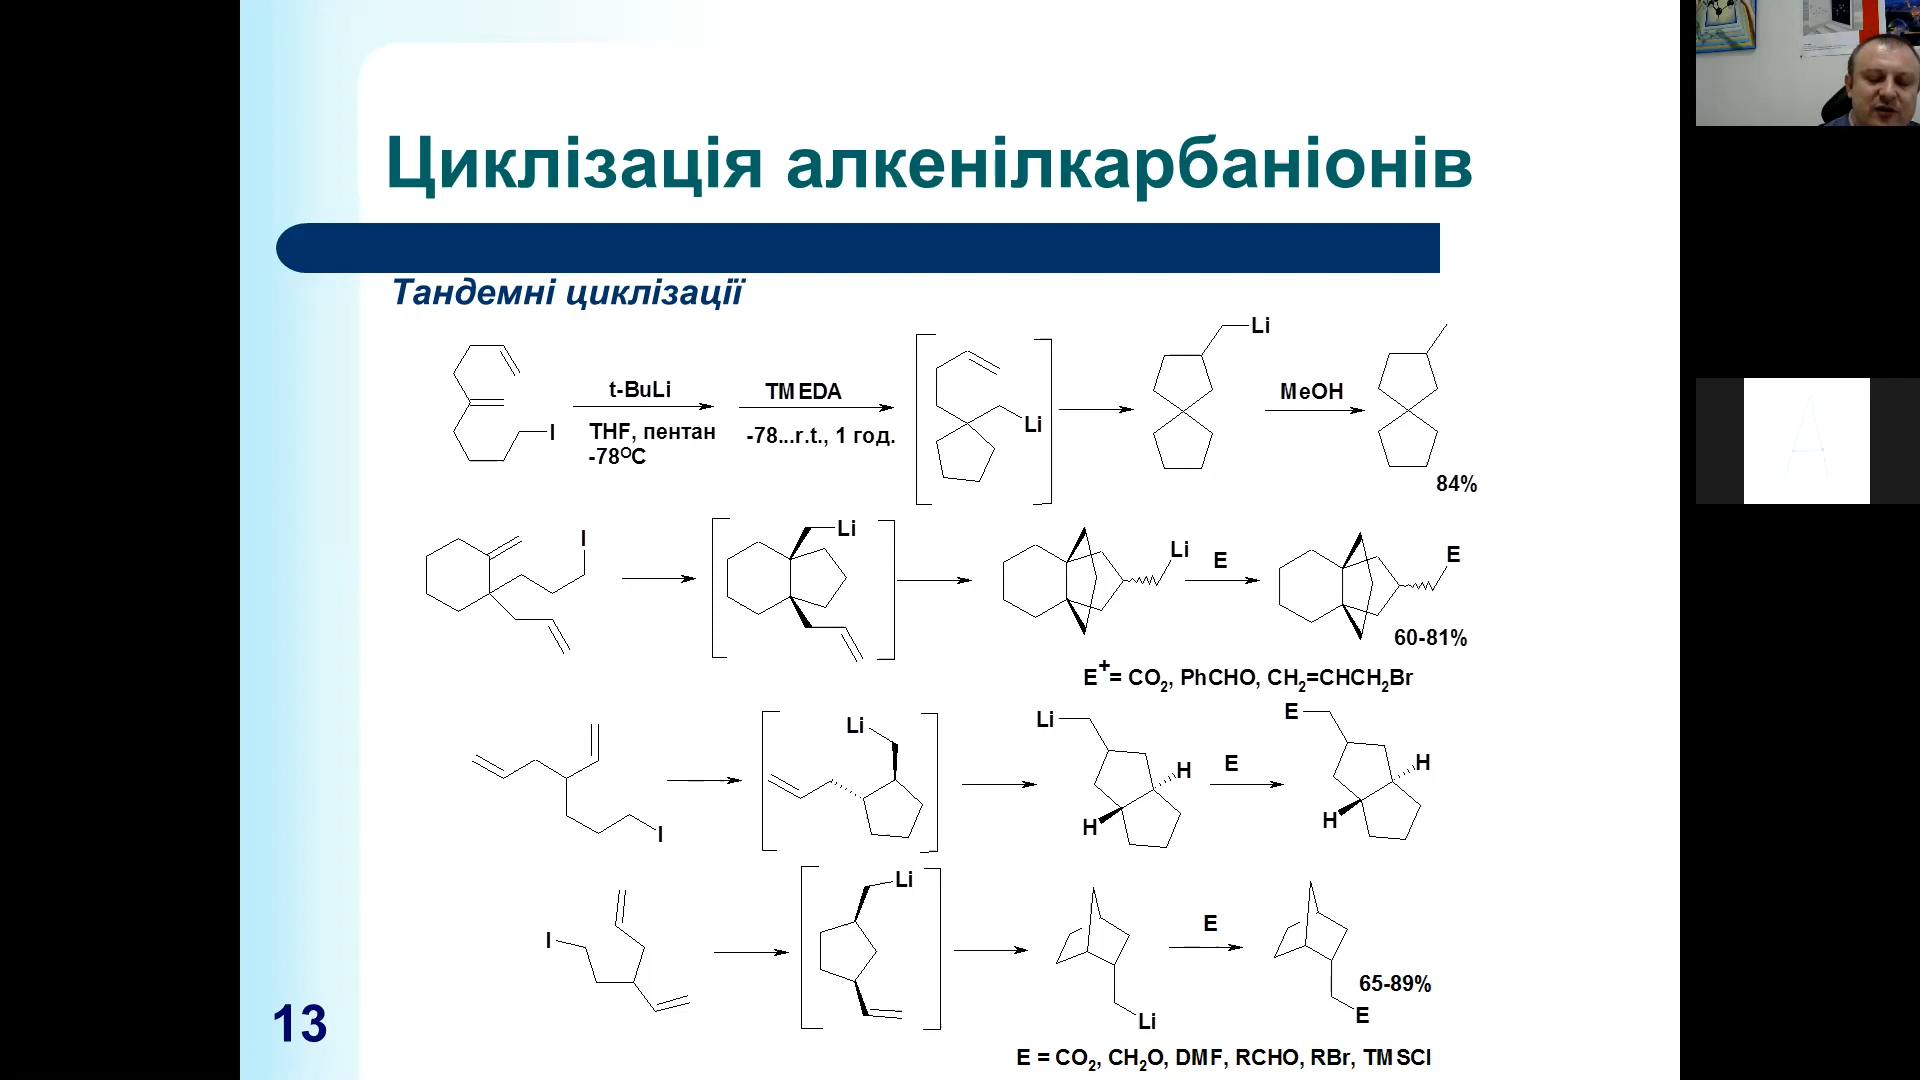 Циклізація алкенілкарбаніонів
Тандемні циклізації
Li
t-BuLi
TMEDA
MeOH
I
THF, пентан
-78...r.t., 1 год.
Li
-78ᴼC
84%
Li
I
Li
E
E
60-81%
E⁺= CO₂, PhCHO, CH₂=CHCH₂Br
Li
Li
E
H
E
H
I
H
H
Li
I
E
65-89%
E
Li
13
E = CO₂, CH₂O, DMF, RCHO, RBr, TMSCl